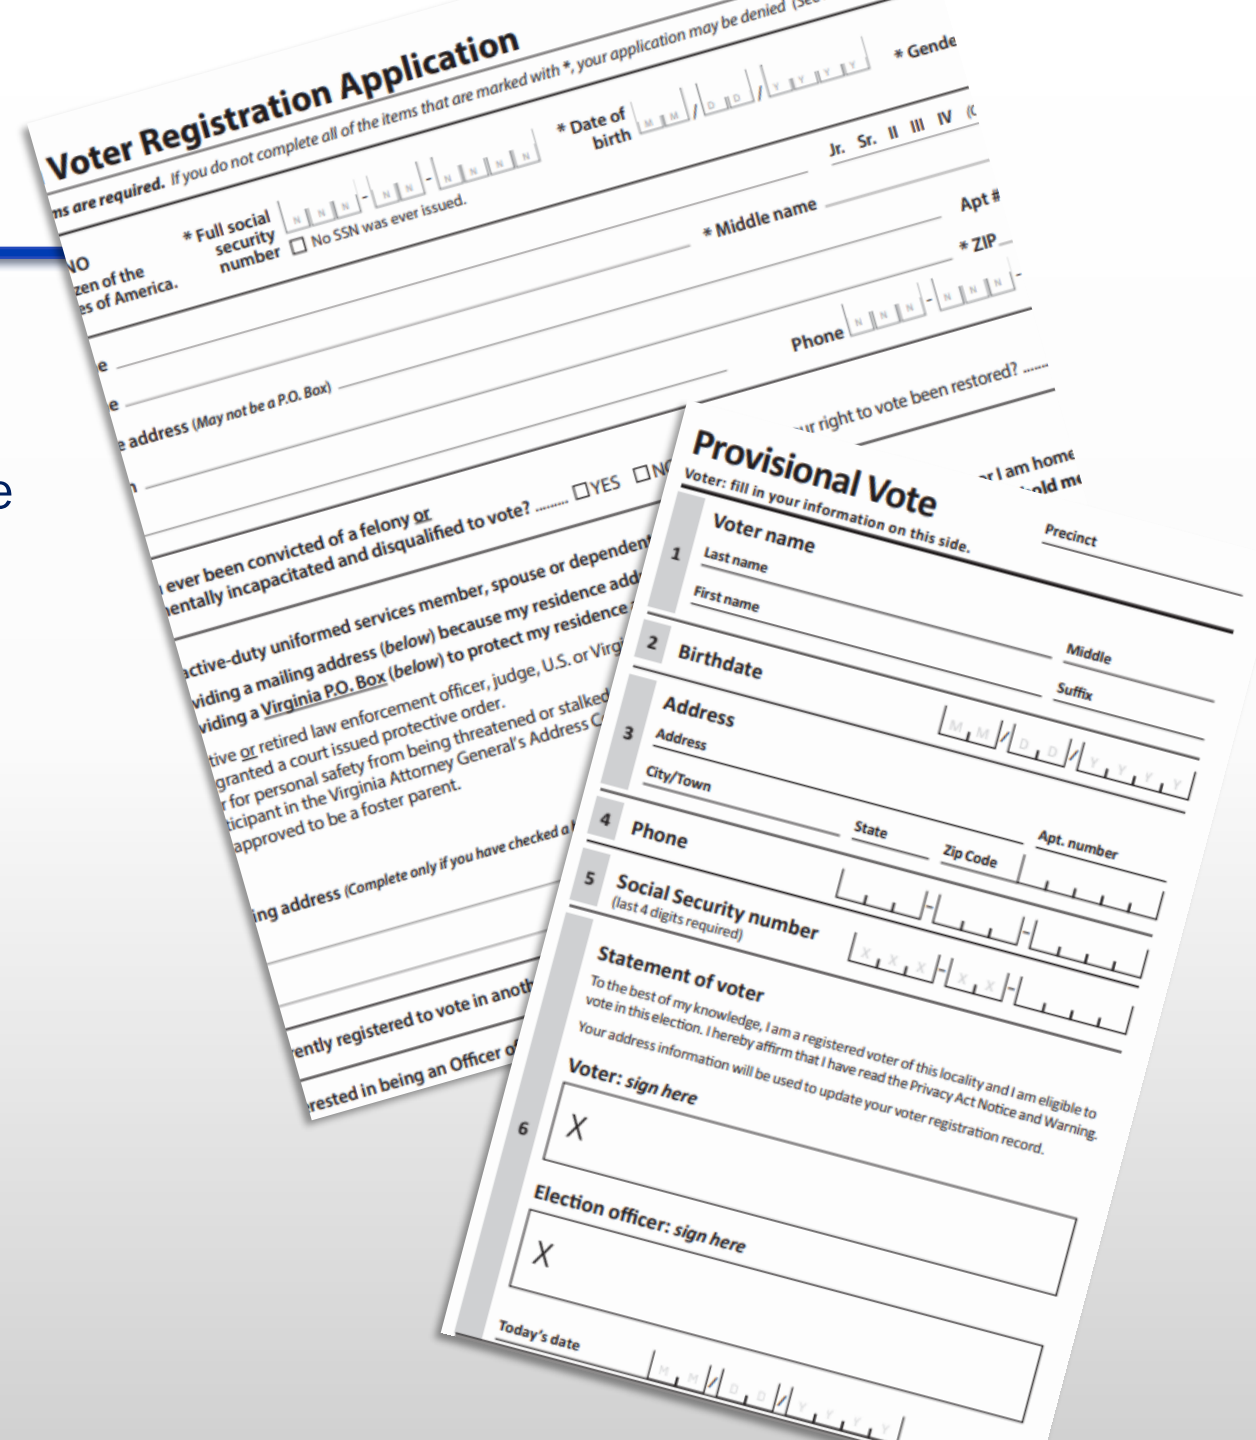 Voter Registration Application
ms are required. If you do not complete all of the items that are marked with *, your application may be denied (See
NO
zen of the
es of America.
* Full social
security
number
N N N - N N - N N N N
No SSN was ever issued.
* Date of
birth
M M / D D / Y Y Y Y
* Gende
Jr. Sr. II III IV (C
e
* Middle name
e
Apt #
e address (May not be a P.O. Box)
* ZIP
n
Phone
N N N - N N N -
ever been convicted of a felony or
mentally incapacitated and disqualified to vote? ......... YES NO
ur right to vote been restored? .......
active-duty uniformed services member, spouse or dependent
r I am home
viding a mailing address (below) because my residence add
old me
viding a Virginia P.O. Box (below) to protect my residence
tive or retired law enforcement officer, judge, U.S. or Virgi
granted a court issued protective order.
r for personal safety from being threatened or stalked
ticipant in the Virginia Attorney General's Address C
approved to be a foster parent.
ing address (Complete only if you have checked a b
rently registered to vote in anoth
erested in being an Officer of
e
Provisional Vote
Voter: fill in your information on this side.
Precinct
1
Voter name
Last name
Middle
First name
Suffix
2
Birthdate
M M / D D / Y Y Y Y
3
Address
Address
Apt. number
City/Town
State
Zip Code
4
Phone
5
Social Security number
(last 4 digits required)
X X X - X X -
6
Statement of voter
To the best of my knowledge, I am a registered voter of this locality and I am eligible to
vote in this election. I hereby affirm that I have read the Privacy Act Notice and Warning.
Your address information will be used to update your voter registration record.
Voter: sign here
X
Election officer: sign here
X
Today's date
M M / D D / Y Y Y Y